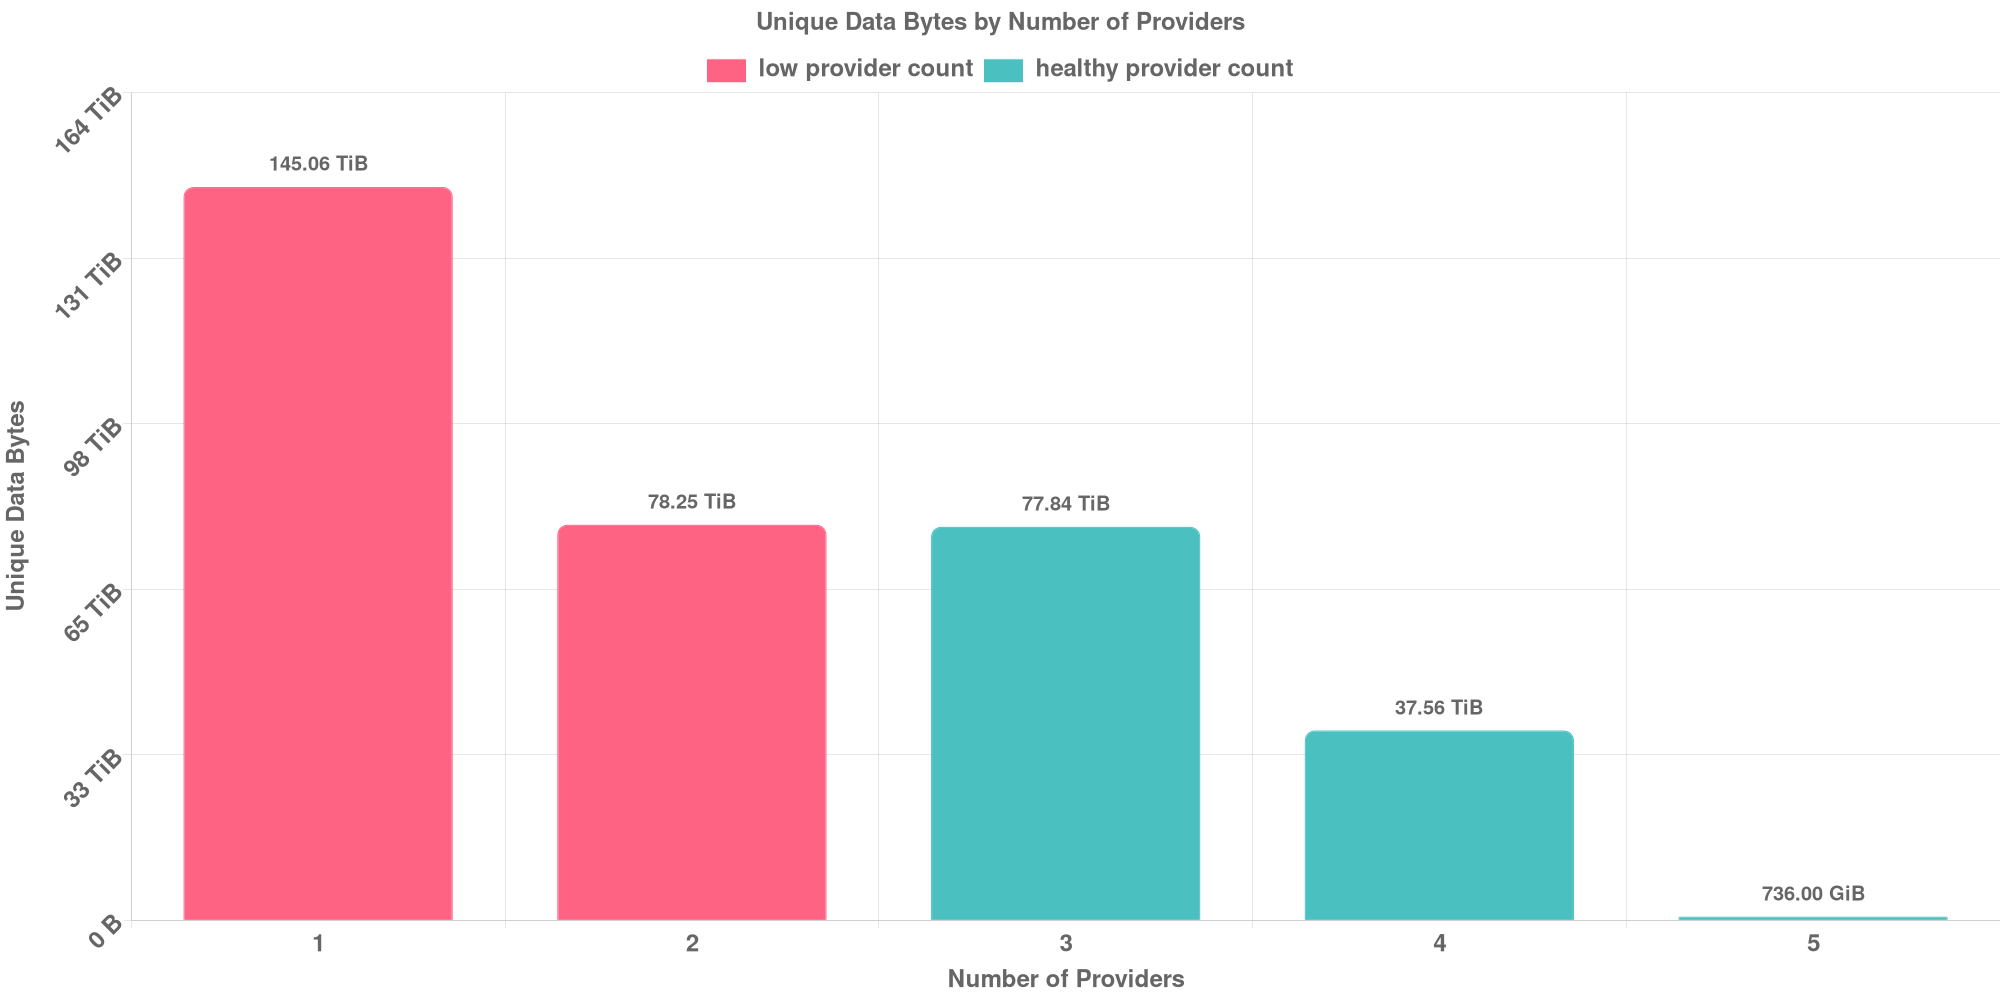 Unique Data Bytes by Number of Providers
low provider count
healthy provider count
164 TiB
131 TiB
98 TiB
65 TiB
33 TiB
0 B
Unique Data Bytes
145.06 TiB
78.25 TiB
77.84 TiB
37.56 TiB
736.00 GiB
1
2
3
4
5
Number of Providers